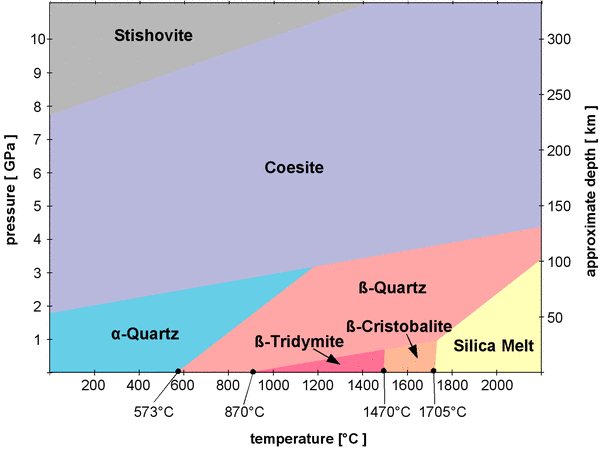 Stishovite
Coesite
α-Quartz
ß-Quartz
ß-Tridymite
ß-Cristobalite
Silica Melt
pressure [ GPa]
10
9
8
7
6
5
4
3
2
1
approximate depth [ km]
300
250
200
150
100
50
200 400 600 800 1000 1200 1400 1600 1800 2000
573°C 870°C 1470°C 1705°C
temperature [°C ]